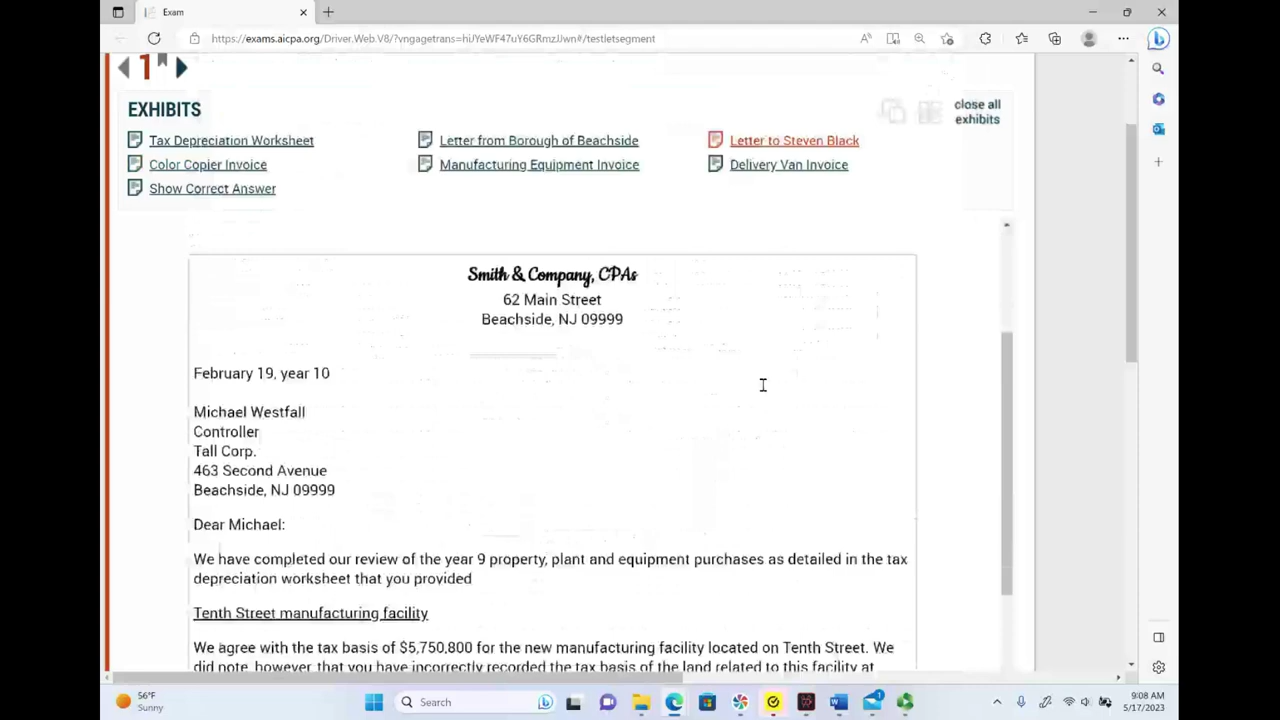 Exam
https://exams.aicpa.org/Driver.Web.V8/?vngagetrans=hiJYeWF47uY6GRmzJJwn#/testletsegment
1
EXHIBITS
close all
exhibits
Tax Depreciation Worksheet
Letter from Borough of Beachside
Letter to Steven Black
Color Copier Invoice
Manufacturing Equipment Invoice
Delivery Van Invoice
Show Correct Answer
Smith & Company, CPAs
62 Main Street
Beachside, NJ 09999
February 19, year 10
Michael Westfall
Controller
Tall Corp.
463 Second Avenue
Beachside, NJ 09999
Dear Michael:
We have completed our review of the year 9 property, plant and equipment purchases as detailed in the tax
depreciation worksheet that you provided
Tenth Street manufacturing facility
We agree with the tax basis of $5,750,800 for the new manufacturing facility located on Tenth Street. We
did note, however, that you have incorrectly recorded the tax basis of the land related to this facility at
56°F
Sunny
Search
9:08 AM
5/17/2023